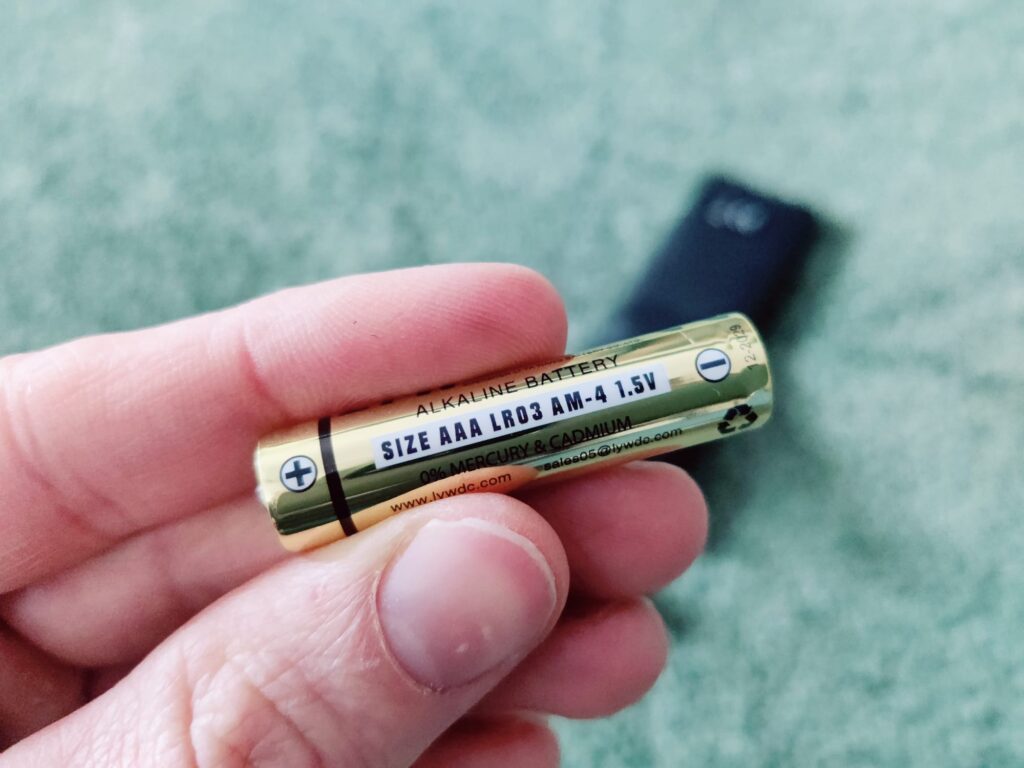 ALKALINE BATTERY
SIZE AAA LR03 AM-4 1.5V
0% MERCURY & CADMIUM
www.lywdc.com sales05@lywdc.com
+
−